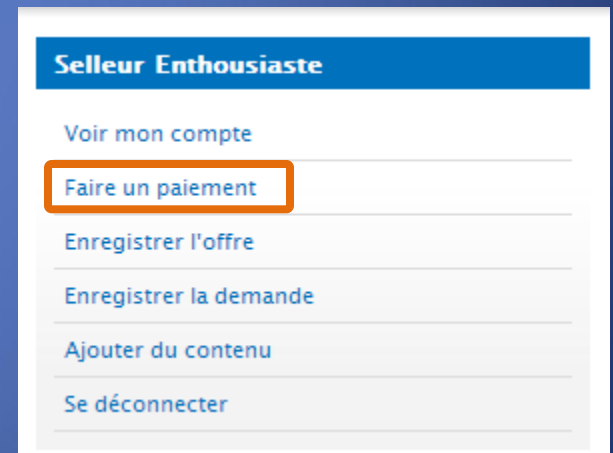 Selleur Enthousiaste
Voir mon compte
Faire un paiement
Enregistrer l'offre
Enregistrer la demande
Ajouter du contenu
Se déconnecter